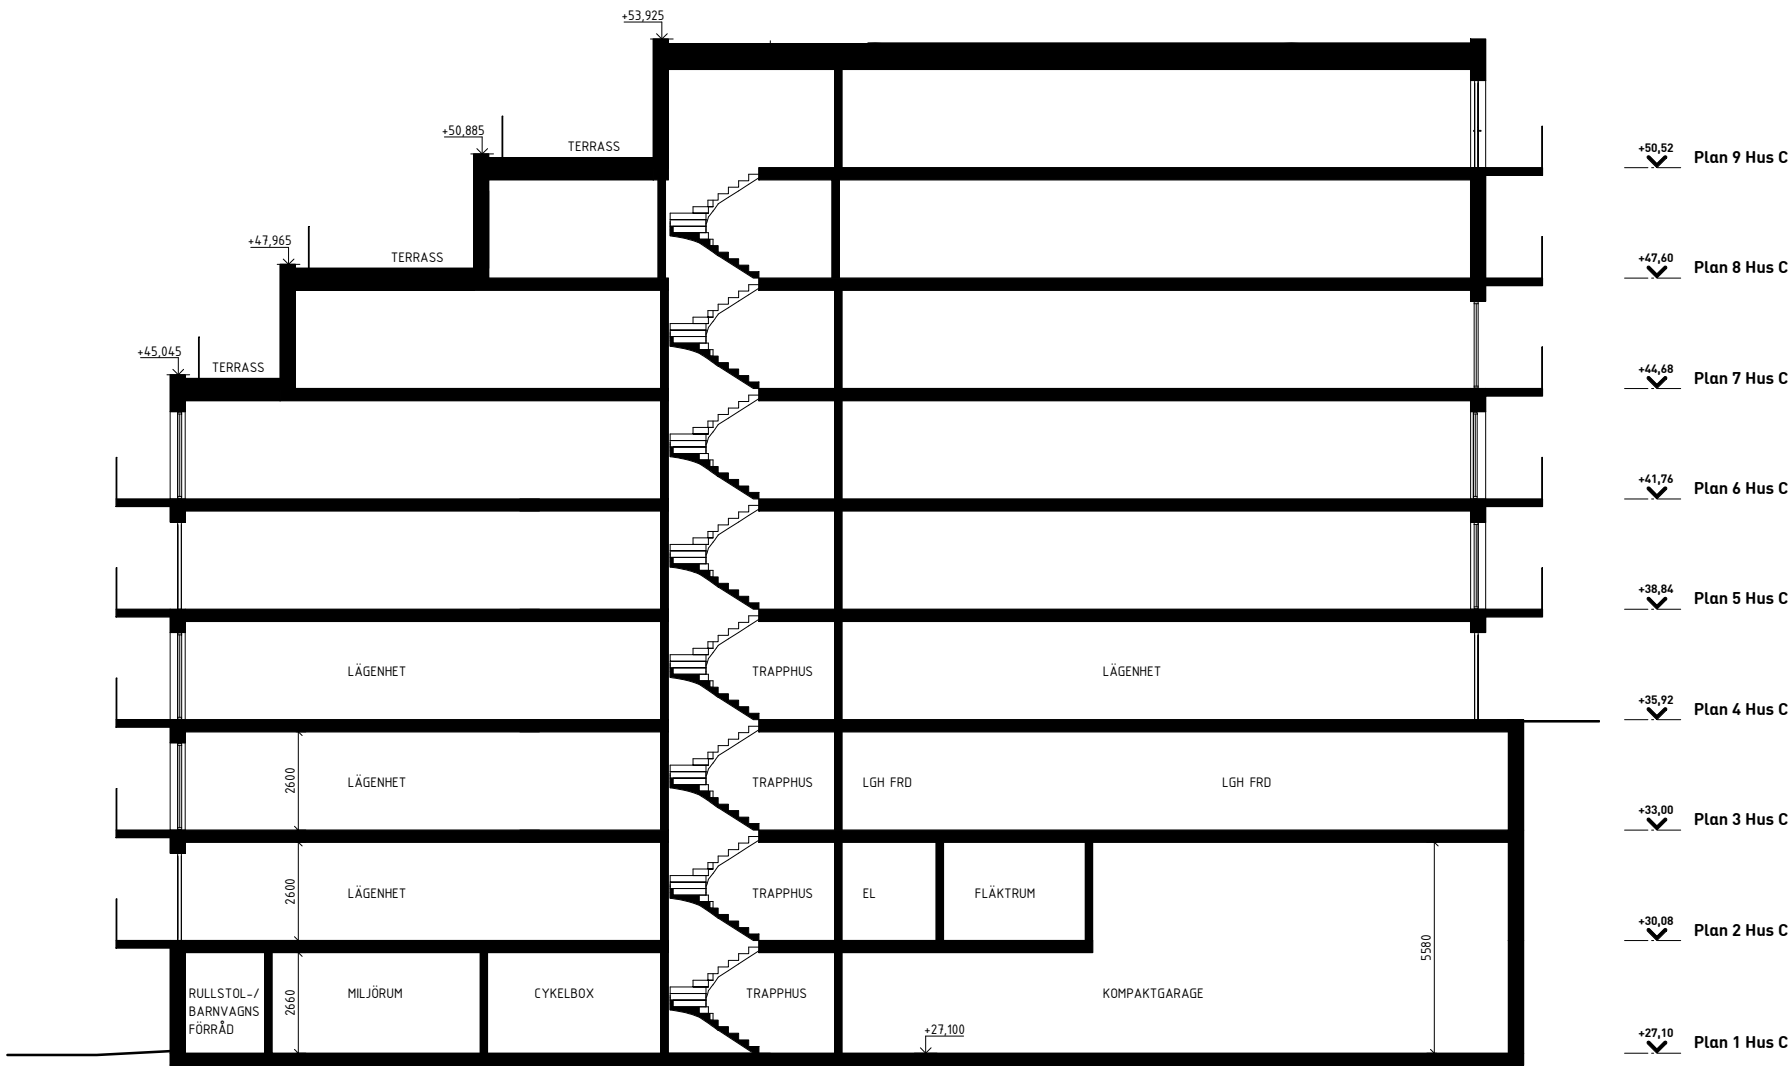 +53,925
+50,885
TERRASS
+50,52 Plan 9 Hus C
+47,965
TERRASS
+47,60 Plan 8 Hus C
+45,045
TERRASS
+44,68 Plan 7 Hus C
+41,76 Plan 6 Hus C
+38,84 Plan 5 Hus C
LÄGENHET TRAPPHUS LÄGENHET
+35,92 Plan 4 Hus C
2600 LÄGENHET TRAPPHUS LGH FRD LGH FRD
+33,00 Plan 3 Hus C
2600 LÄGENHET TRAPPHUS EL FLÄKTRUM
+30,08 Plan 2 Hus C
5580
RULLSTOL-/
BARNVAGNS
FÖRRÅD
2660
MILJÖRUM CYKELBOX TRAPPHUS KOMPAKTGARAGE
+27,100
+27,10 Plan 1 Hus C